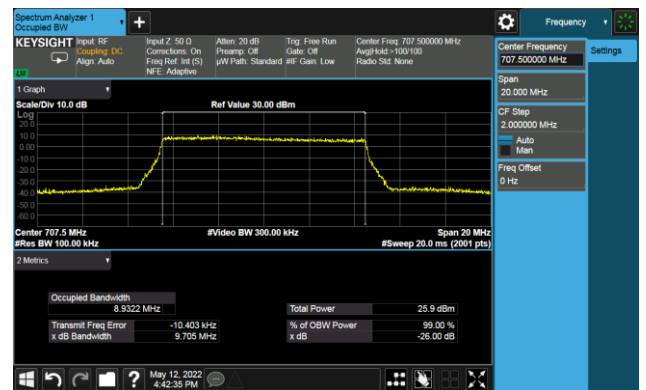 Spectrum Analyzer 1
Occupied BW
Frequency
KEYSIGHT
Input: RF
Coupling: DC
Align: Auto
Input Z: 50 Ω
Corrections: On
Freq Ref: Int (S)
NFE: Adaptive
Atten: 20 dB
Preamp: Off
µW Path: Standard
Trig: Free Run
Gate: Off
#IF Gain: Low
Center Freq: 707.500000 MHz
Avg|Hold:>100/100
Radio Std: None
Center Frequency
707.500000 MHz
Settings
Span
20.000 MHz
CF Step
2.000000 MHz
Auto
Man
Freq Offset
0 Hz
1 Graph
Scale/Div 10.0 dB
Ref Value 30.00 dBm
Log
20.0
10.0
0.00
-10.0
-20.0
-30.0
-40.0
-50.0
-60.0
Center 707.5 MHz
#Video BW 300.00 kHz
Span 20 MHz
#Res BW 100.00 kHz
#Sweep 20.0 ms (2001 pts)
2 Metrics
Occupied Bandwidth
8.9322 MHz
Total Power 25.9 dBm
Transmit Freq Error -10.403 kHz
% of OBW Power 99.00 %
x dB Bandwidth 9.705 MHz
x dB -26.00 dB
May 12, 2022
4:42:35 PM